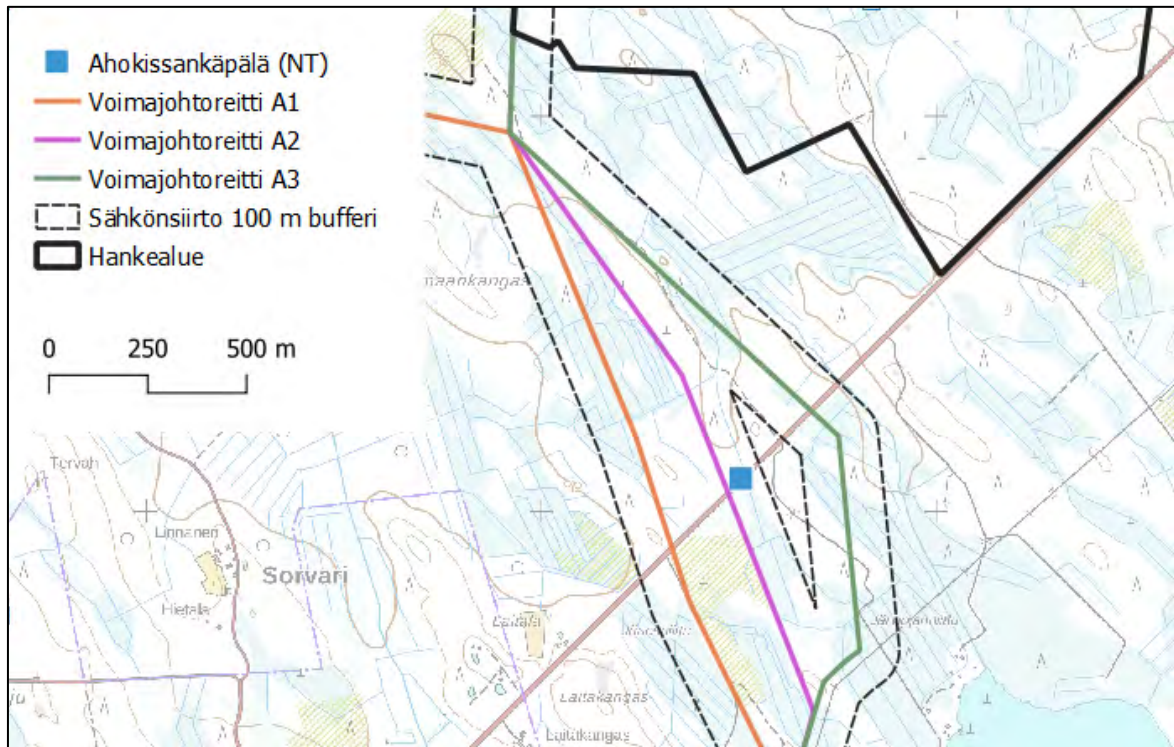 Ahokissankäpälä (NT)
Voimajohtoreitti A1
Voimajohtoreitti A2
Voimajohtoreitti A3
Sähkönsiirto 100 m bufferi
Hankealue
maankangas
0 250 500 m
Linnanen
Sorvari
Hietala
Laitala
Laitakangas
Laitakangas